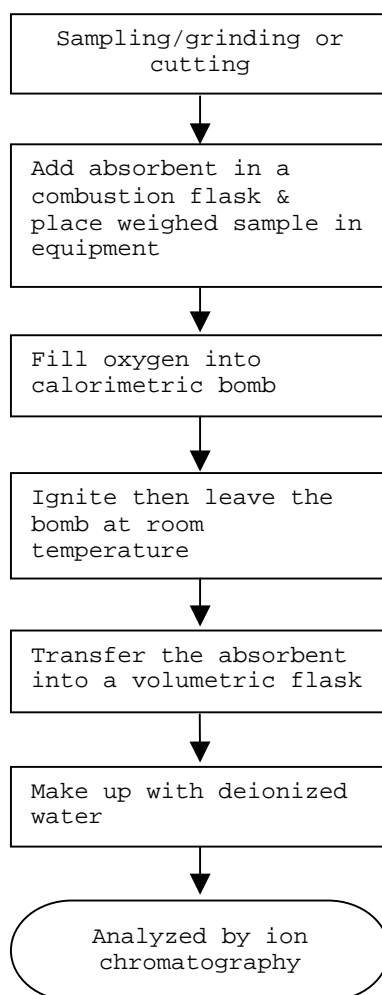 Sampling/grinding or
cutting
Add absorbent in a
combustion flask &
place weighed sample in
equipment
Fill oxygen into
calorimetric bomb
Ignite then leave the
bomb at room
temperature
Transfer the absorbent
into a volumetric flask
Make up with deionized
water
Analyzed by ion
chromatography